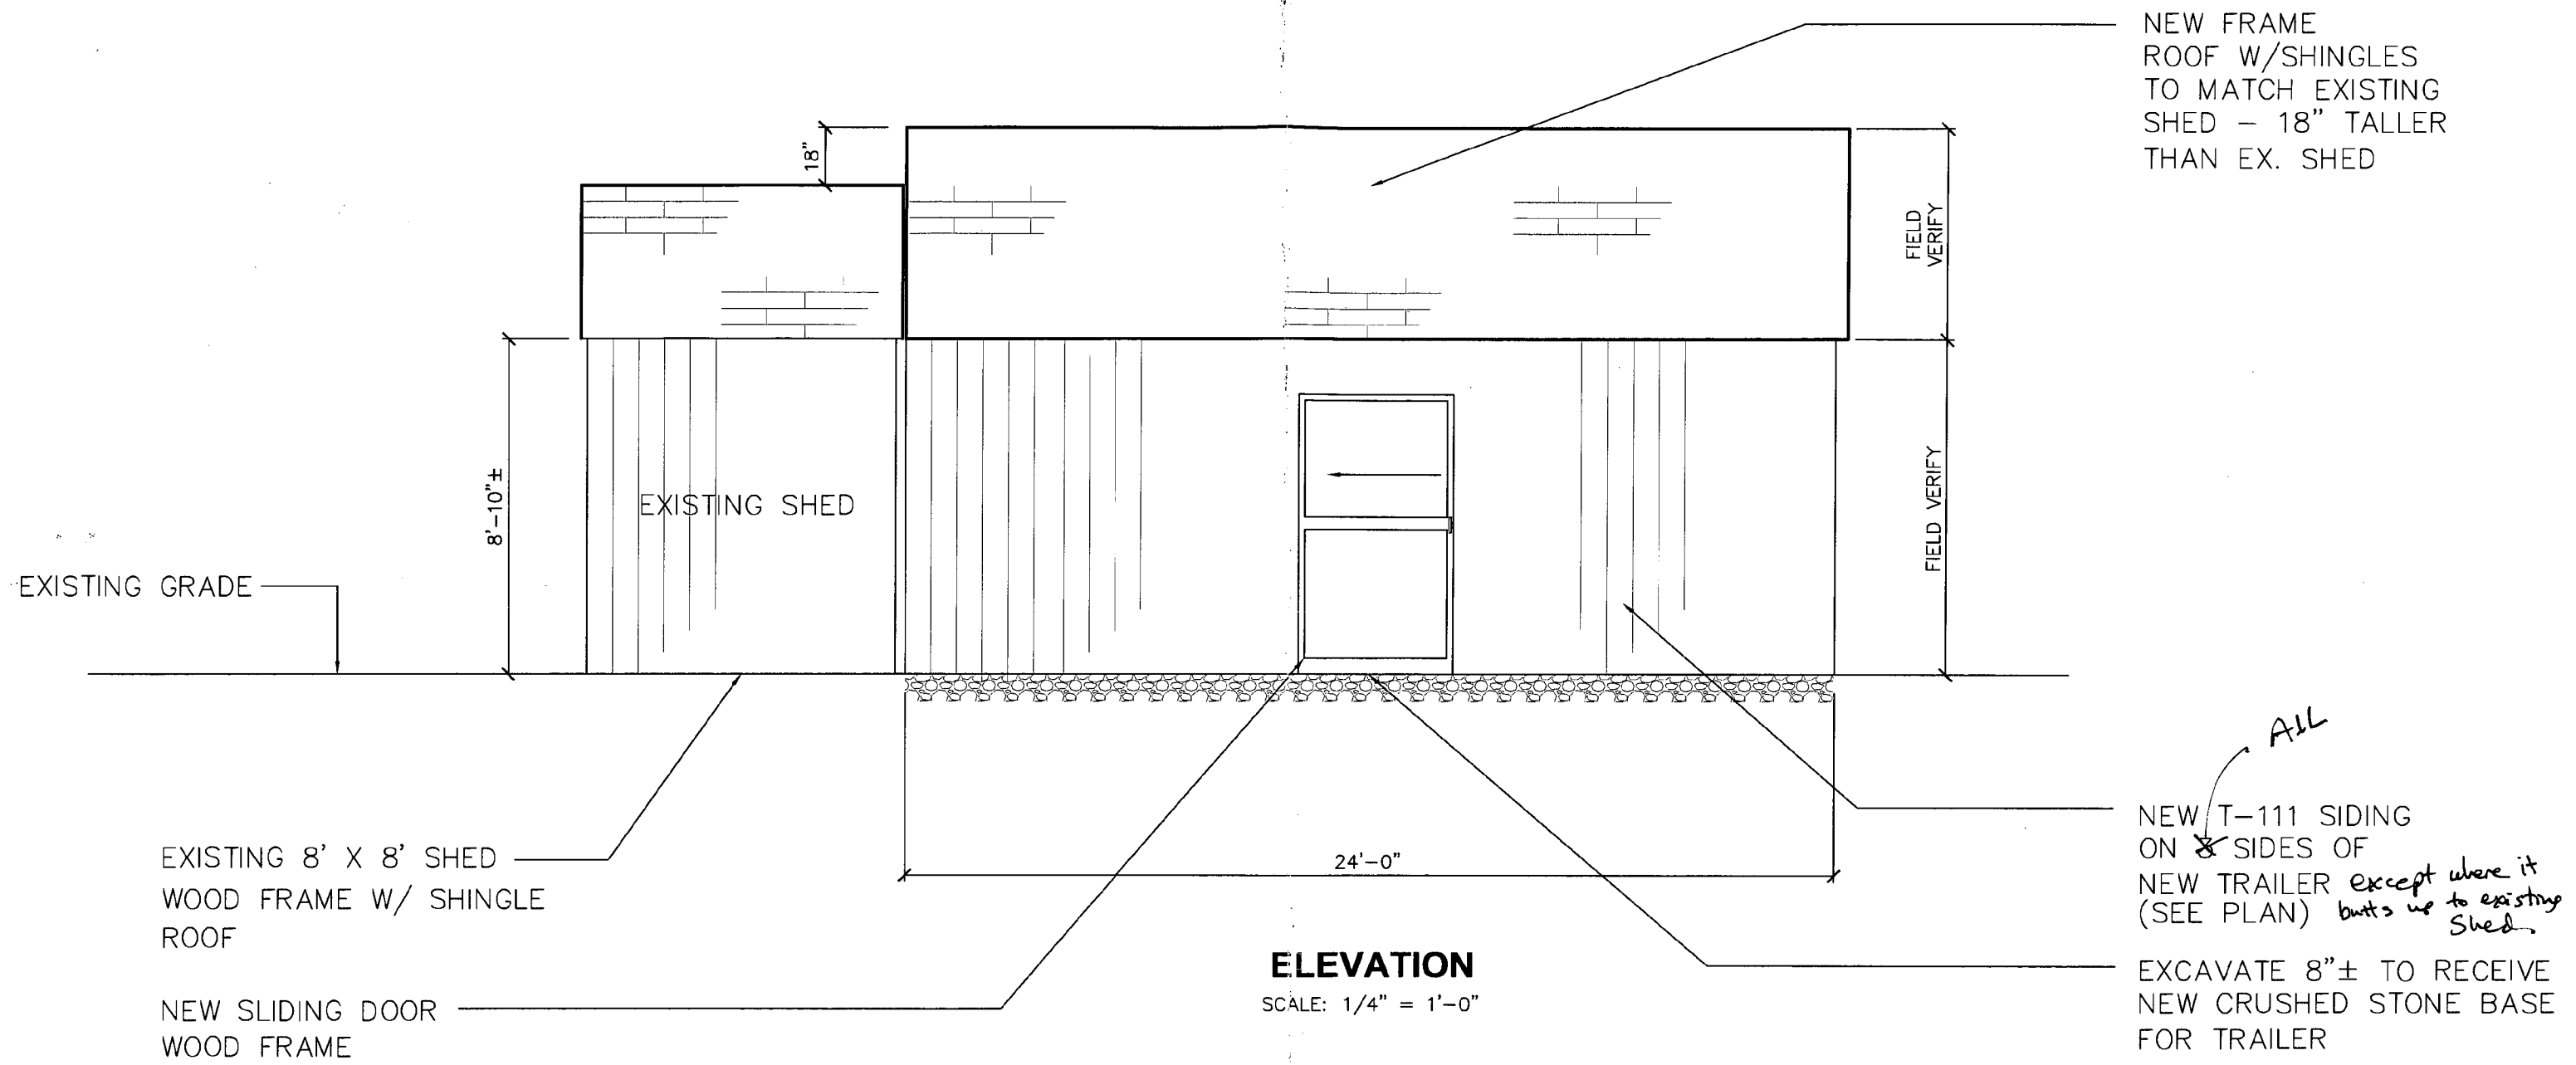 NEW FRAME
ROOF W/SHINGLES
TO MATCH EXISTING
SHED – 18" TALLER
THAN EX. SHED
18"
FIELD
VERIFY
8'-10"±
EXISTING SHED
FIELD VERIFY
EXISTING GRADE
ALL
NEW T-111 SIDING
ON SIDES OF
NEW TRAILER except where it
(SEE PLAN) butts up to existing
Shed.
24'-0"
EXISTING 8' X 8' SHED
WOOD FRAME W/ SHINGLE
ROOF
ELEVATION
SCALE: 1/4" = 1'-0"
EXCAVATE 8"± TO RECEIVE
NEW CRUSHED STONE BASE
FOR TRAILER
NEW SLIDING DOOR
WOOD FRAME